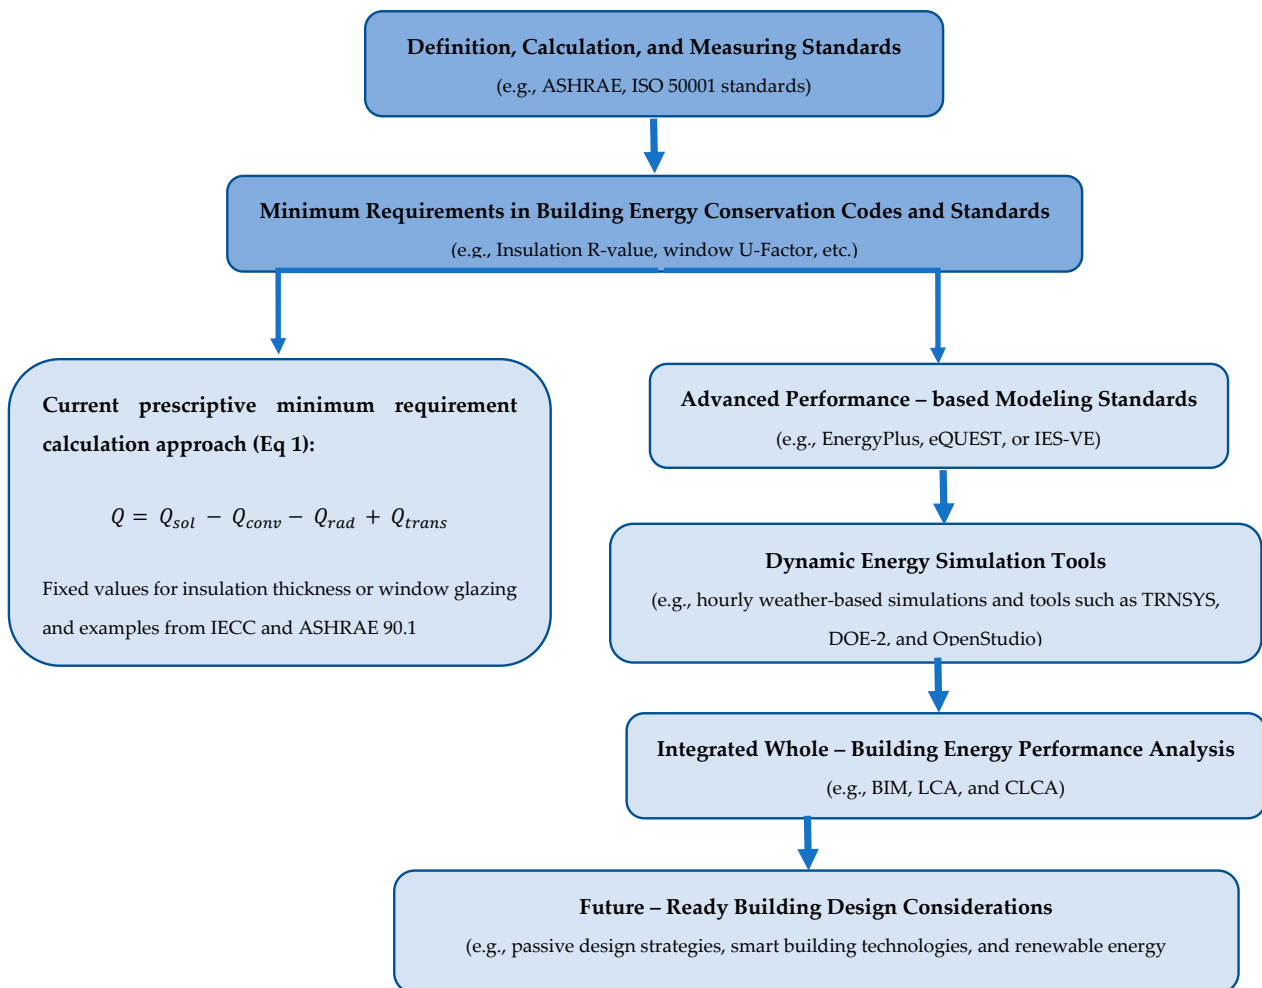 Definition, Calculation, and Measuring Standards
(e.g., ASHRAE, ISO 50001 standards)
Minimum Requirements in Building Energy Conservation Codes and Standards
(e.g., Insulation R-value, window U-Factor, etc.)
Current prescriptive minimum requirement
calculation approach (Eq 1):
Q = Q_sol − Q_conv − Q_rad + Q_trans
Fixed values for insulation thickness or window glazing
and examples from IECC and ASHRAE 90.1
Advanced Performance – based Modeling Standards
(e.g., EnergyPlus, eQUEST, or IES-VE)
Dynamic Energy Simulation Tools
(e.g., hourly weather-based simulations and tools such as TRNSYS,
DOE-2, and OpenStudio)
Integrated Whole – Building Energy Performance Analysis
(e.g., BIM, LCA, and CLCA)
Future – Ready Building Design Considerations
(e.g., passive design strategies, smart building technologies, and renewable energy